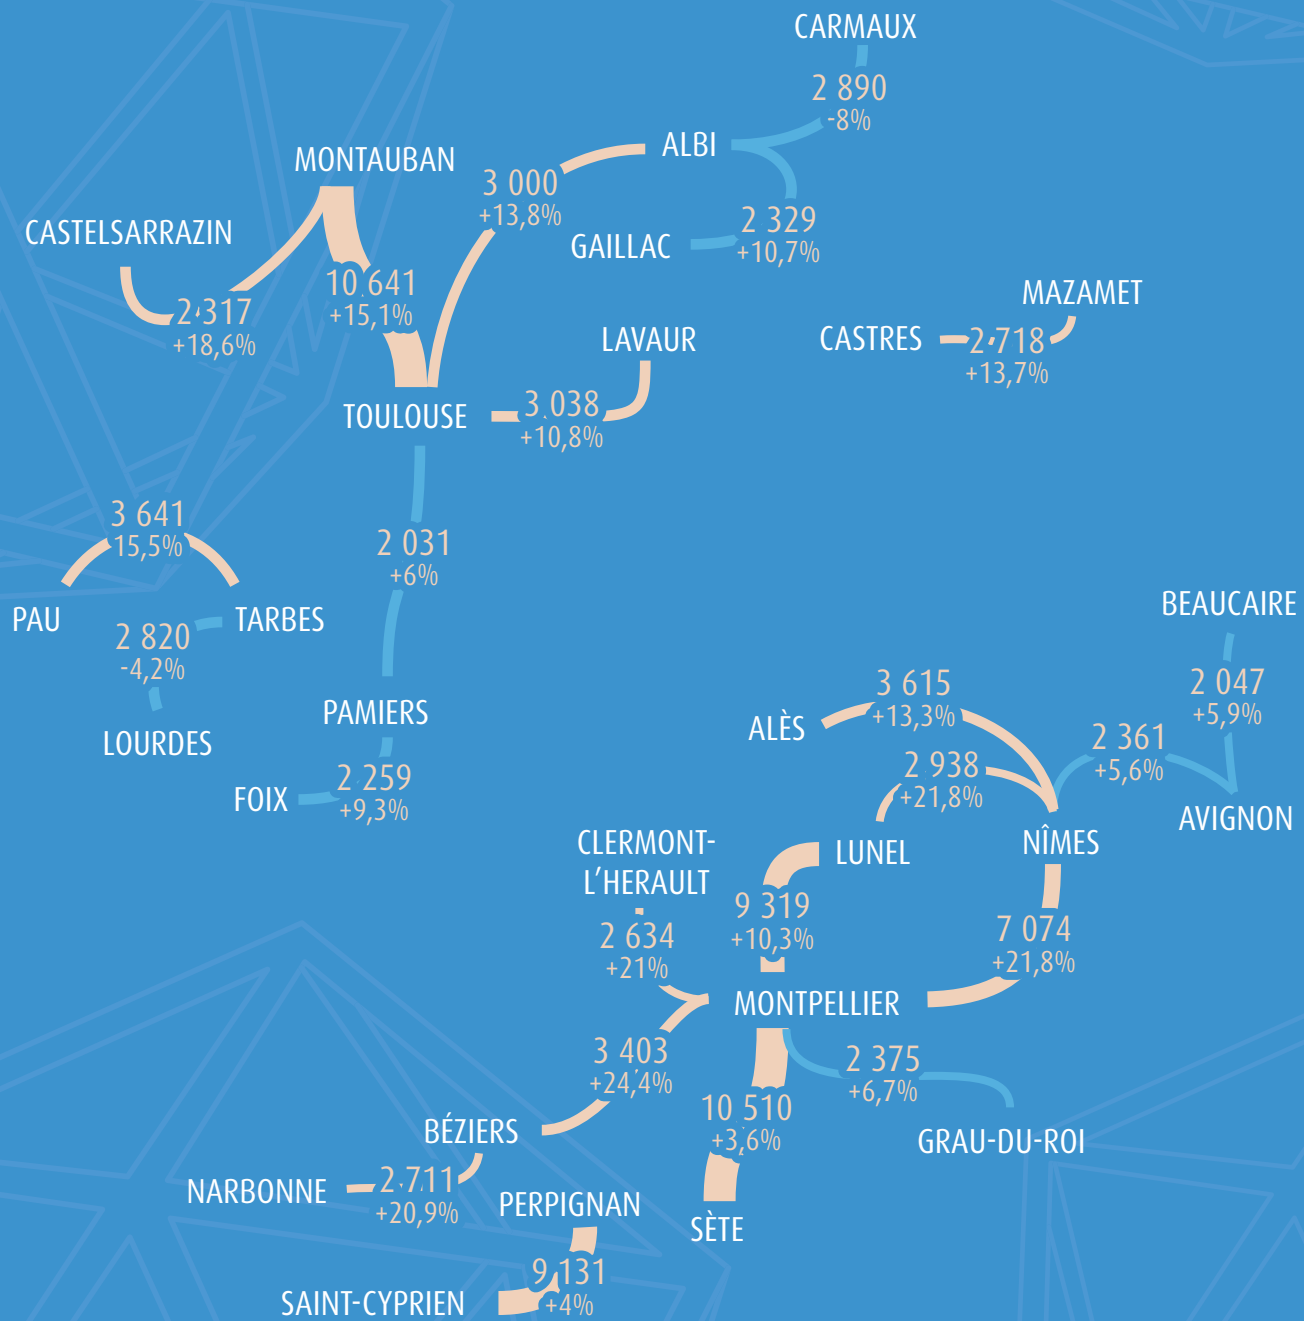 CARMAUX
2 890
-8%
ALBI
MONTAUBAN
3 000
+13,8%
2 329
+10,7%
GAILLAC
CASTELSARRAZIN
10 641
+15,1%
2 317
+18,6%
MAZAMET
CASTRES
2 718
+13,7%
LAVAUR
TOULOUSE
3 038
+10,8%
3 641
15,5%
2 031
+6%
PAU
TARBES
2 820
-4,2%
LOURDES
PAMIERS
2 259
+9,3%
FOIX
BEAUCAIRE
2 047
+5,9%
3 615
+13,3%
ALÈS
2 361
+5,6%
2 938
+21,8%
AVIGNON
CLERMONT-
L'HERAULT
LUNEL
NÎMES
9 319
+10,3%
2 634
+21%
7 074
+21,8%
MONTPELLIER
3 403
+24,4%
2 375
+6,7%
10 510
+3,6%
BÉZIERS
GRAU-DU-ROI
NARBONNE
2 711
+20,9%
PERPIGNAN
SÈTE
9 131
+4%
SAINT-CYPRIEN